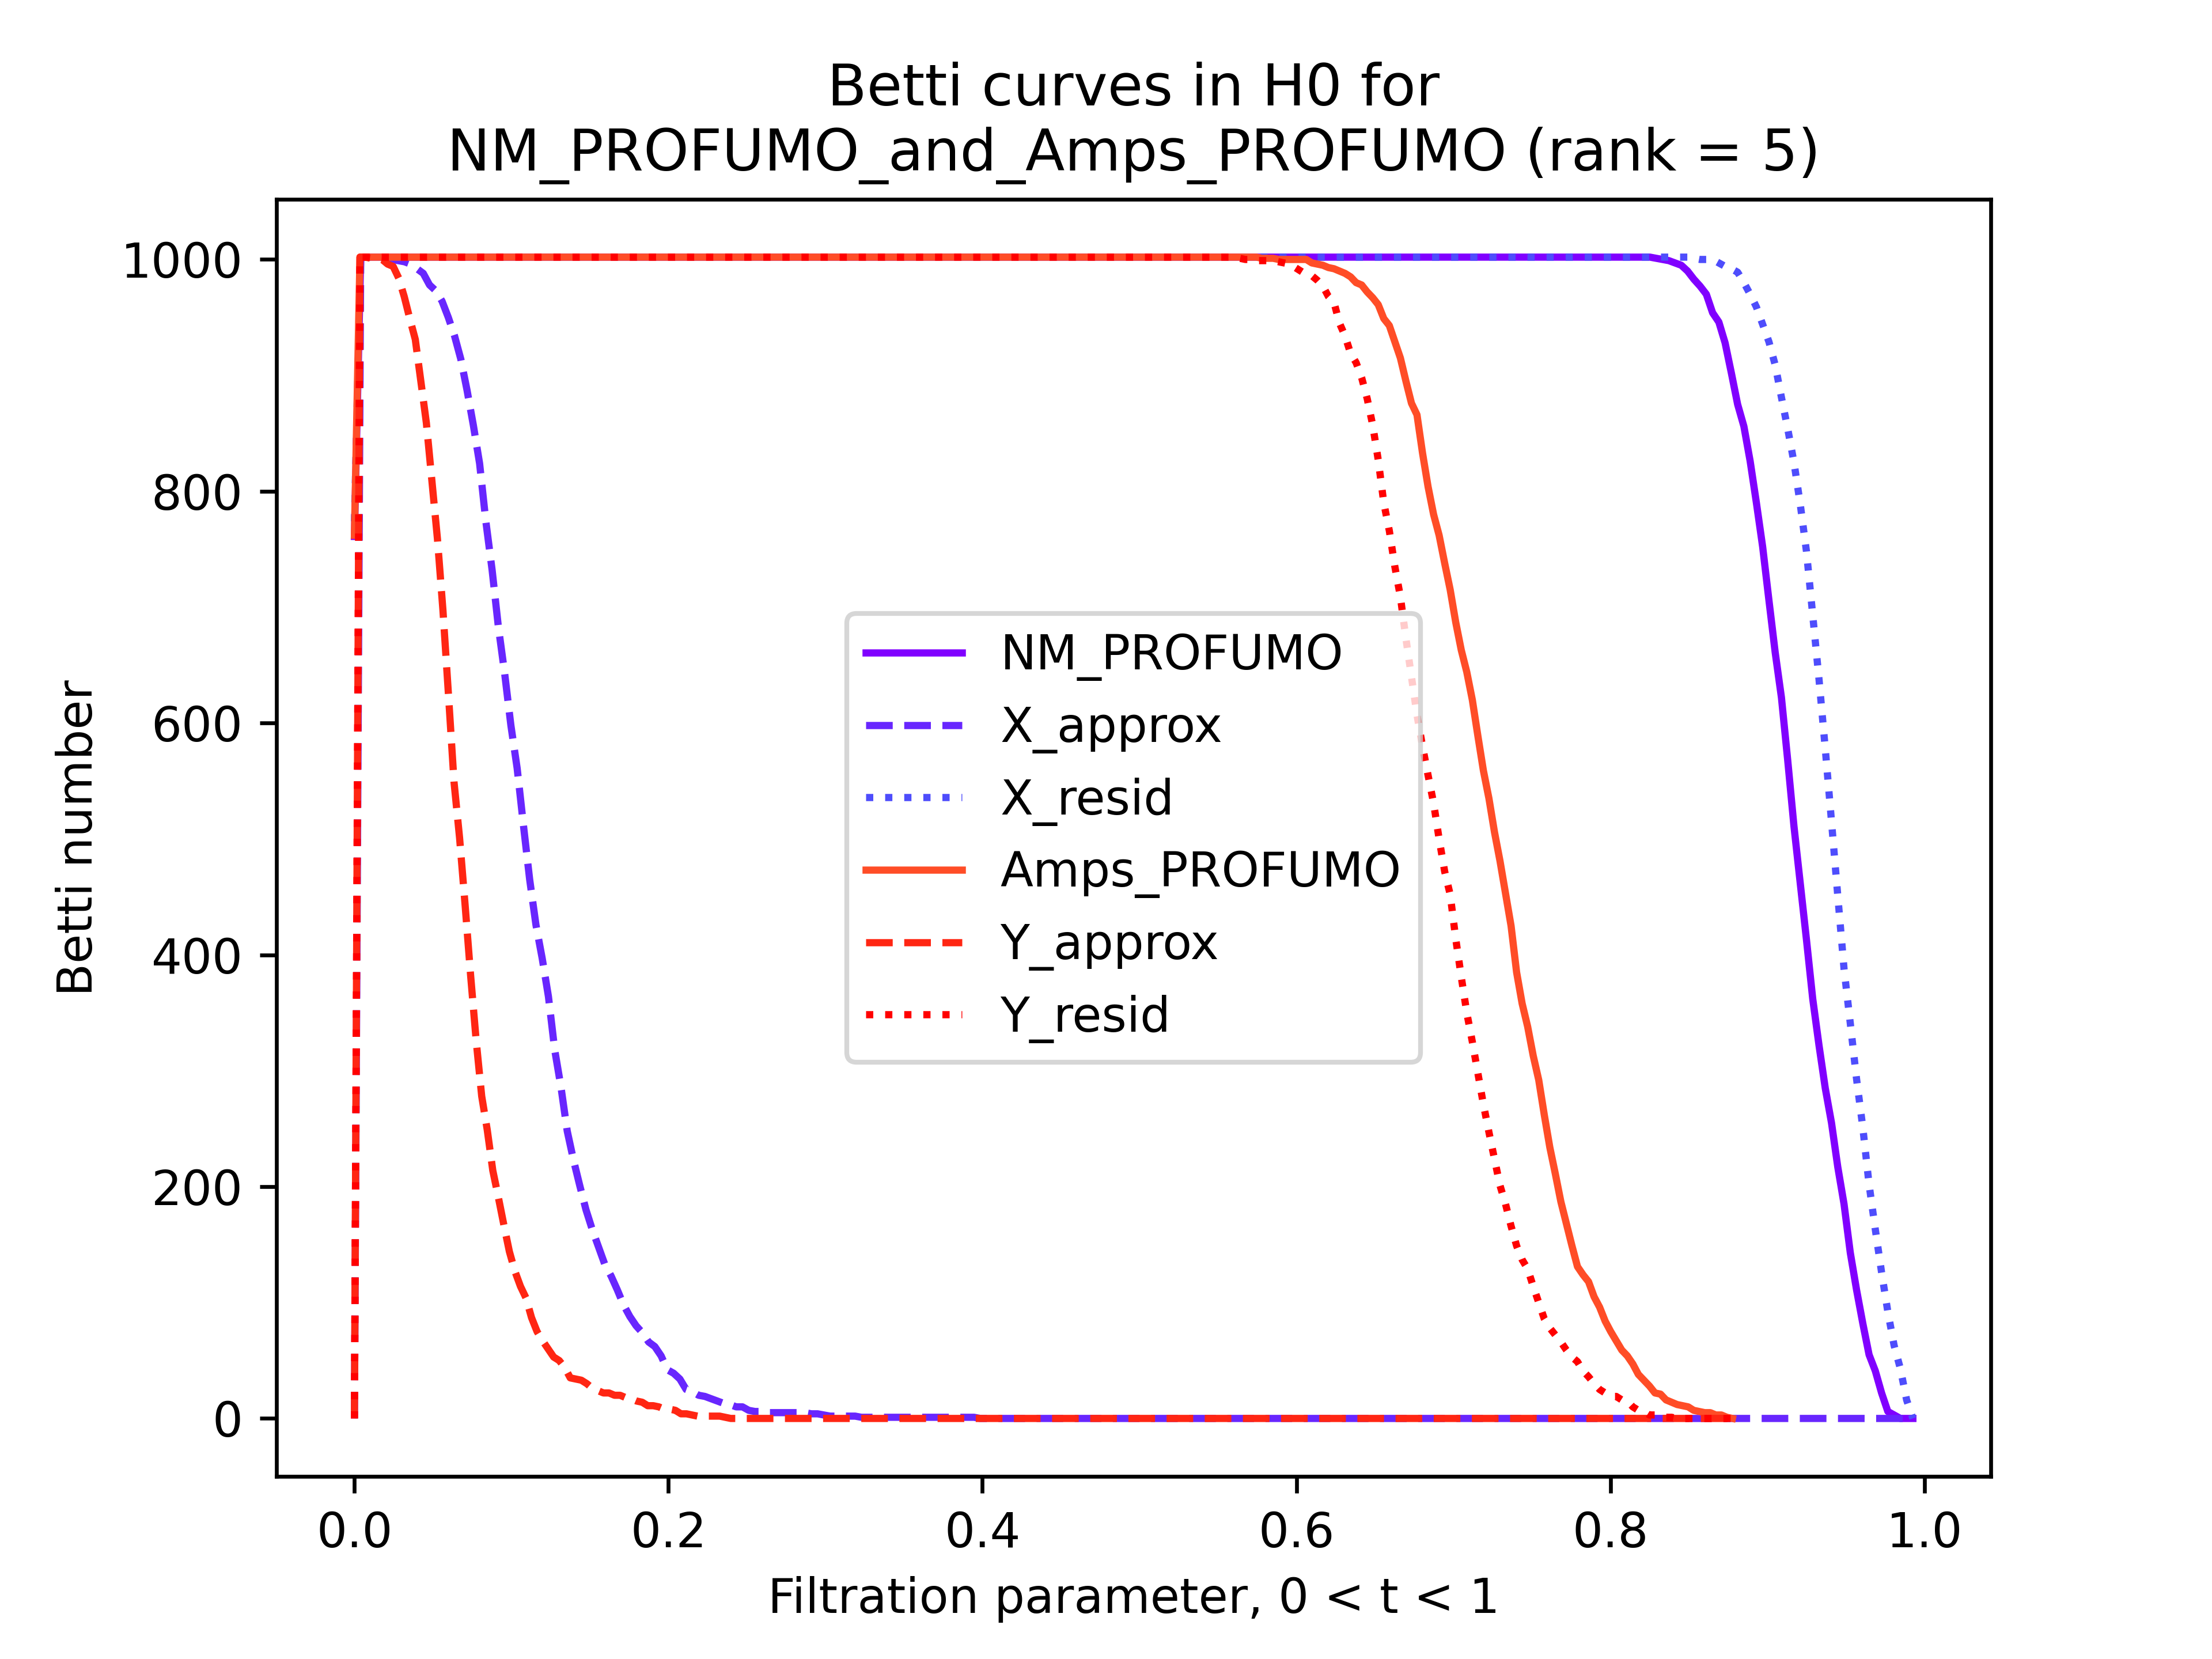 Betti curves in H0 for
NM_PROFUMO_and_Amps_PROFUMO (rank = 5)
1000
800
600
400
200
0
Betti number
NM_PROFUMO
X_approx
X_resid
Amps_PROFUMO
Y_approx
Y_resid
0.0 0.2 0.4 0.6 0.8 1.0
Filtration parameter, 0 < t < 1